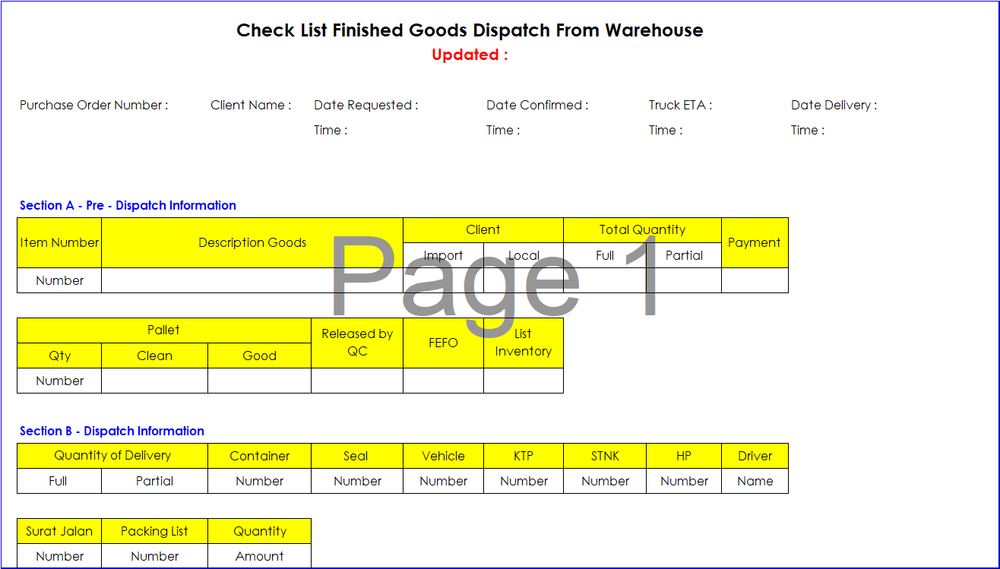 Check List Finished Goods Dispatch From Warehouse
Updated :
Purchase Order Number : Client Name : Date Requested : Date Confirmed : Truck ETA : Date Delivery :
Time : Time : Time : Time :
Section A - Pre - Dispatch Information
Item Number Description Goods Client Total Quantity Payment
Import Local Full Partial
Number
Page 1
Pallet Released by QC FEFO List Inventory
Qty Clean Good
Number
Section B - Dispatch Information
Quantity of Delivery Container Seal Vehicle KTP STNK HP Driver
Full Partial Number Number Number Number Number Number Name
Surat Jalan Packing List Quantity
Number Number Amount